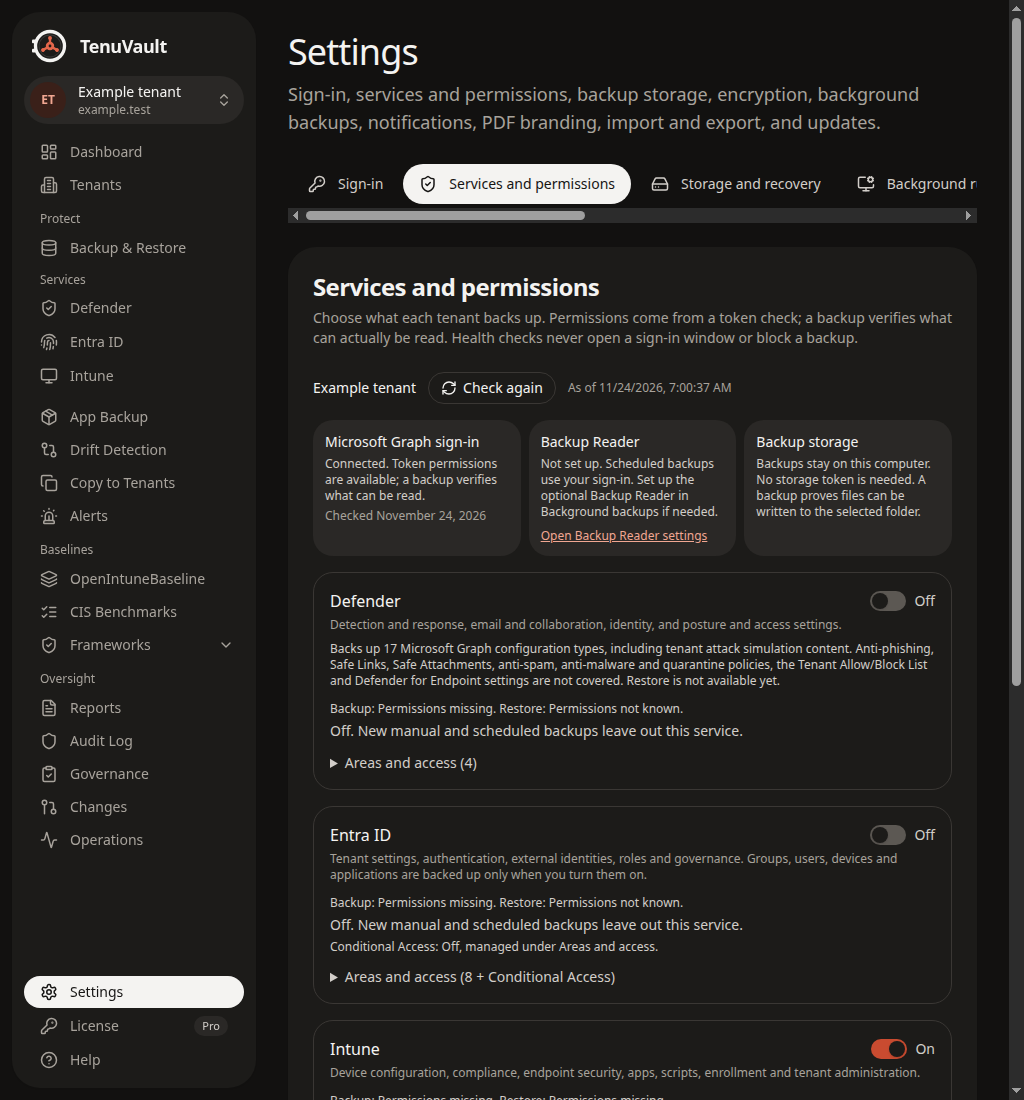 TenuVault
ET
Example tenant
example.test
Dashboard
Tenants
Protect
Backup & Restore
Services
Defender
Entra ID
Intune
App Backup
Drift Detection
Copy to Tenants
Alerts
Baselines
OpenIntuneBaseline
CIS Benchmarks
Frameworks
Oversight
Reports
Audit Log
Governance
Changes
Operations
Settings
License
Pro
Help
Settings
Sign-in, services and permissions, backup storage, encryption, background
backups, notifications, PDF branding, import and export, and updates.
Sign-in
Services and permissions
Storage and recovery
Background r
Services and permissions
Choose what each tenant backs up. Permissions come from a token check; a backup verifies what
can actually be read. Health checks never open a sign-in window or block a backup.
Example tenant
Check again
As of 11/24/2026, 7:00:37 AM
Microsoft Graph sign-in
Connected. Token permissions
are available; a backup verifies
what can be read.
Checked November 24, 2026
Backup Reader
Not set up. Scheduled backups
use your sign-in. Set up the
optional Backup Reader in
Background backups if needed.
Open Backup Reader settings
Backup storage
Backups stay on this computer.
No storage token is needed. A
backup proves files can be
written to the selected folder.
Defender
Off
Detection and response, email and collaboration, identity, and posture and access settings.
Backs up 17 Microsoft Graph configuration types, including tenant attack simulation content. Anti-phishing,
Safe Links, Safe Attachments, anti-spam, anti-malware and quarantine policies, the Tenant Allow/Block List
and Defender for Endpoint settings are not covered. Restore is not available yet.
Backup: Permissions missing. Restore: Permissions not known.
Off. New manual and scheduled backups leave out this service.
Areas and access (4)
Entra ID
Off
Tenant settings, authentication, external identities, roles and governance. Groups, users, devices and
applications are backed up only when you turn them on.
Backup: Permissions missing. Restore: Permissions not known.
Off. New manual and scheduled backups leave out this service.
Conditional Access: Off, managed under Areas and access.
Areas and access (8 + Conditional Access)
Intune
On
Device configuration, compliance, endpoint security, apps, scripts, enrollment and tenant administration.
Backup: Permissions missing. Restore: Permissions missing.